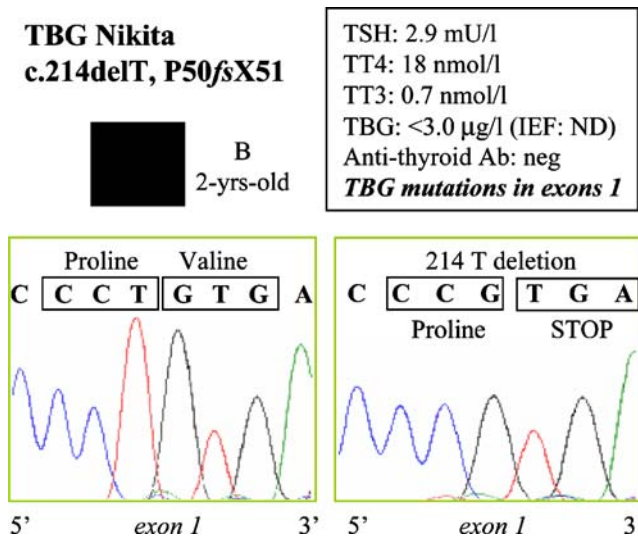 TBG Nikita
c.214delT, P50fsX51
B
2-yrs-old
TSH: 2.9 mU/l
TT4: 18 nmol/l
TT3: 0.7 nmol/l
TBG: <3.0 µg/l (IEF: ND)
Anti-thyroid Ab: neg
TBG mutations in exons 1
Proline Valine
C C C T G T G A
5’ exon 1 3’
214 T deletion
C C C G T G A
Proline STOP
5’ exon 1 3